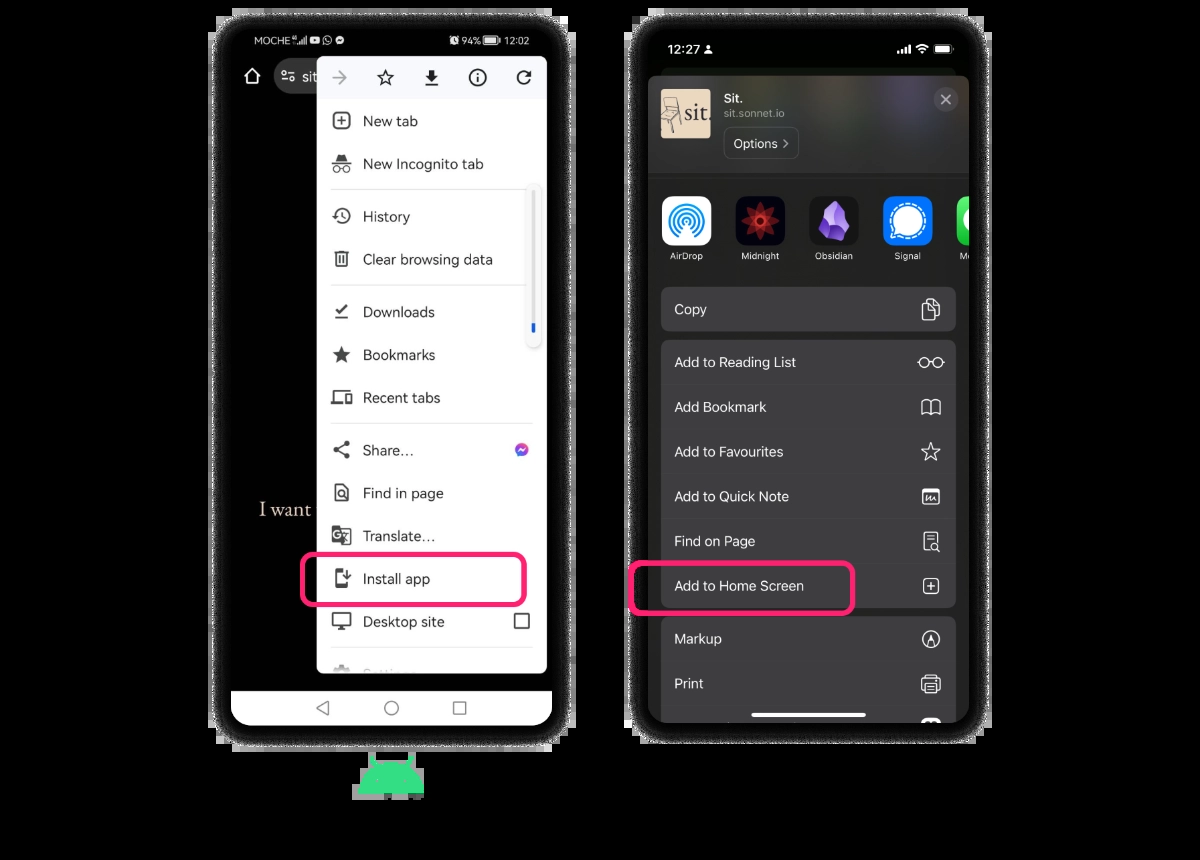 MOCHE 94% 12:02
sit
New tab
New Incognito tab
History
Clear browsing data
Downloads
Bookmarks
Recent tabs
Share...
Find in page
I want
Translate...
Install app
Desktop site
Settings
12:27
sit.
Sit.
sit.sonnet.io
Options
AirDrop
Midnight
Obsidian
Signal
Copy
Add to Reading List
Add Bookmark
Add to Favourites
Add to Quick Note
Find on Page
Add to Home Screen
Markup
Print